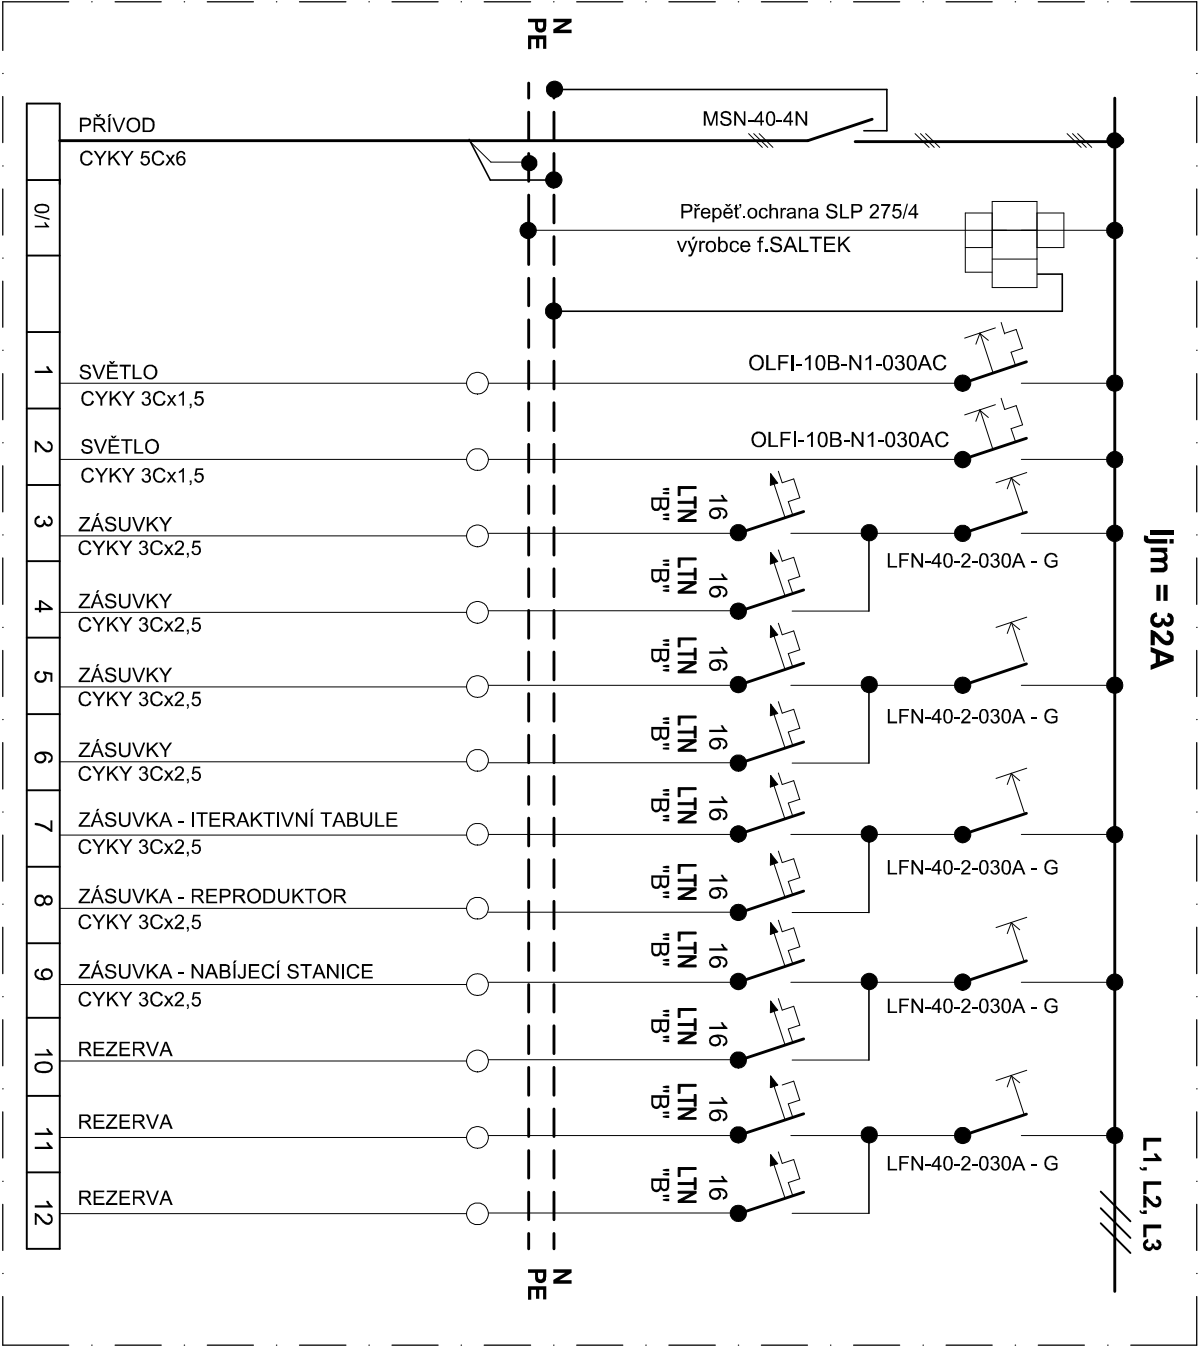 N
PE
PŘÍVOD
CYKY 5Cx6
MSN-40-4N
0/1
Přepěť.ochrana SLP 275/4
výrobce f.SALTEK
1
SVĚTLO
CYKY 3Cx1,5
OLFI-10B-N1-030AC
2
SVĚTLO
CYKY 3Cx1,5
OLFI-10B-N1-030AC
3
ZÁSUVKY
CYKY 3Cx2,5
16
LTN
"B"
LFN-40-2-030A - G
4
ZÁSUVKY
CYKY 3Cx2,5
16
LTN
"B"
Ijm = 32A
5
ZÁSUVKY
CYKY 3Cx2,5
16
LTN
"B"
LFN-40-2-030A - G
6
ZÁSUVKY
CYKY 3Cx2,5
16
LTN
"B"
7
ZÁSUVKA - ITERAKTIVNÍ TABULE
CYKY 3Cx2,5
16
LTN
"B"
LFN-40-2-030A - G
8
ZÁSUVKA - REPRODUKTOR
CYKY 3Cx2,5
16
LTN
"B"
9
ZÁSUVKA - NABÍJECÍ STANICE
CYKY 3Cx2,5
16
LTN
"B"
LFN-40-2-030A - G
10
REZERVA
16
LTN
"B"
11
REZERVA
16
LTN
"B"
LFN-40-2-030A - G
12
REZERVA
16
LTN
"B"
L1, L2, L3
N
PE